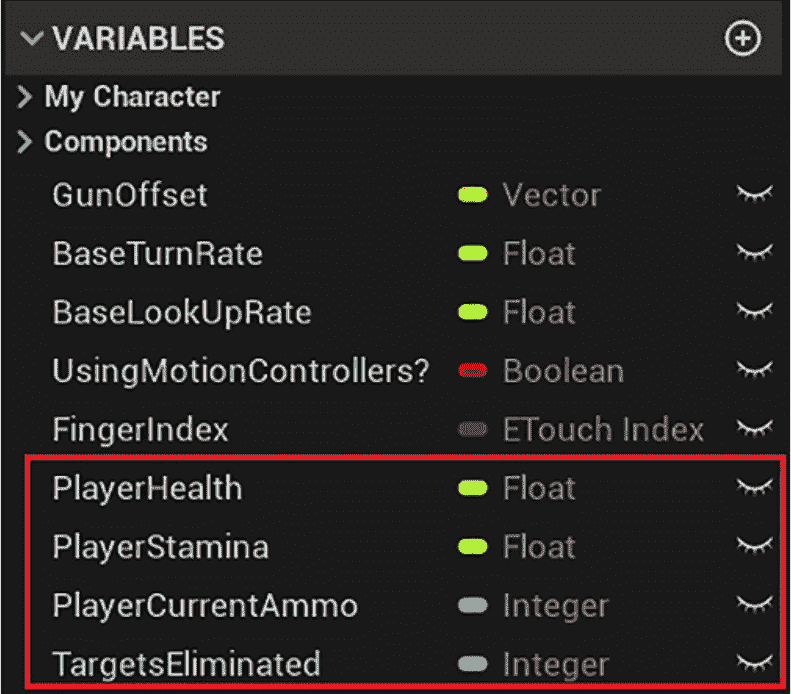 VARIABLES
My Character
Components
GunOffset Vector
BaseTurnRate Float
BaseLookUpRate Float
UsingMotionControllers? Boolean
FingerIndex ETouch Index
PlayerHealth Float
PlayerStamina Float
PlayerCurrentAmmo Integer
TargetsEliminated Integer